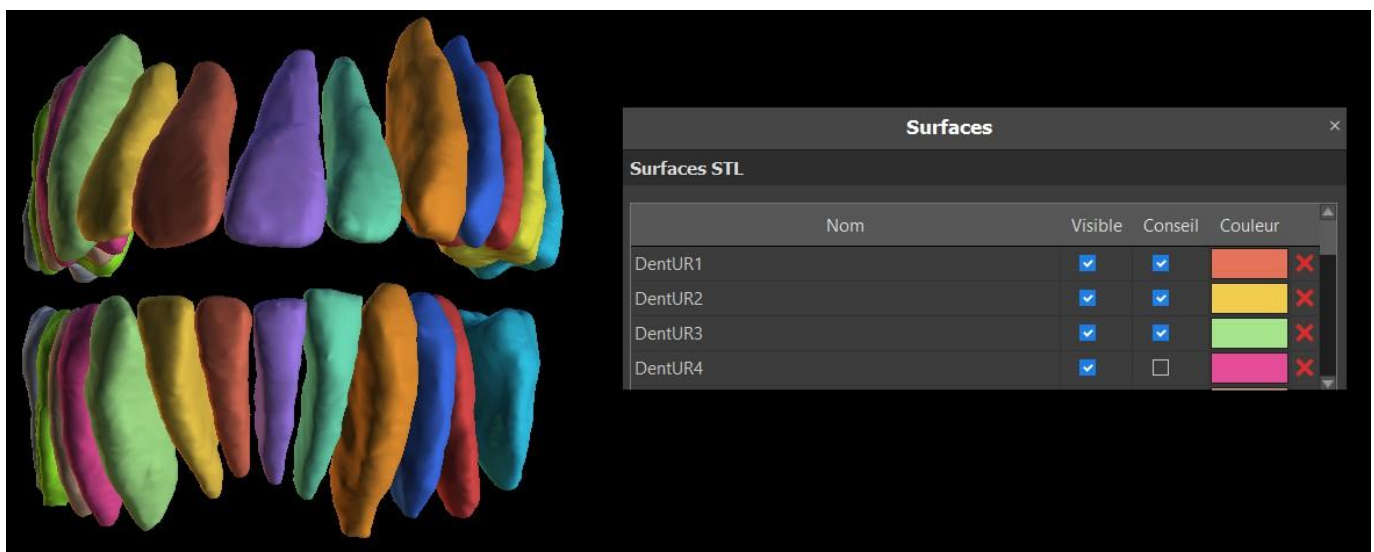 Surfaces
Surfaces STL
Nom Visible Conseil Couleur
DentUR1
DentUR2
DentUR3
DentUR4